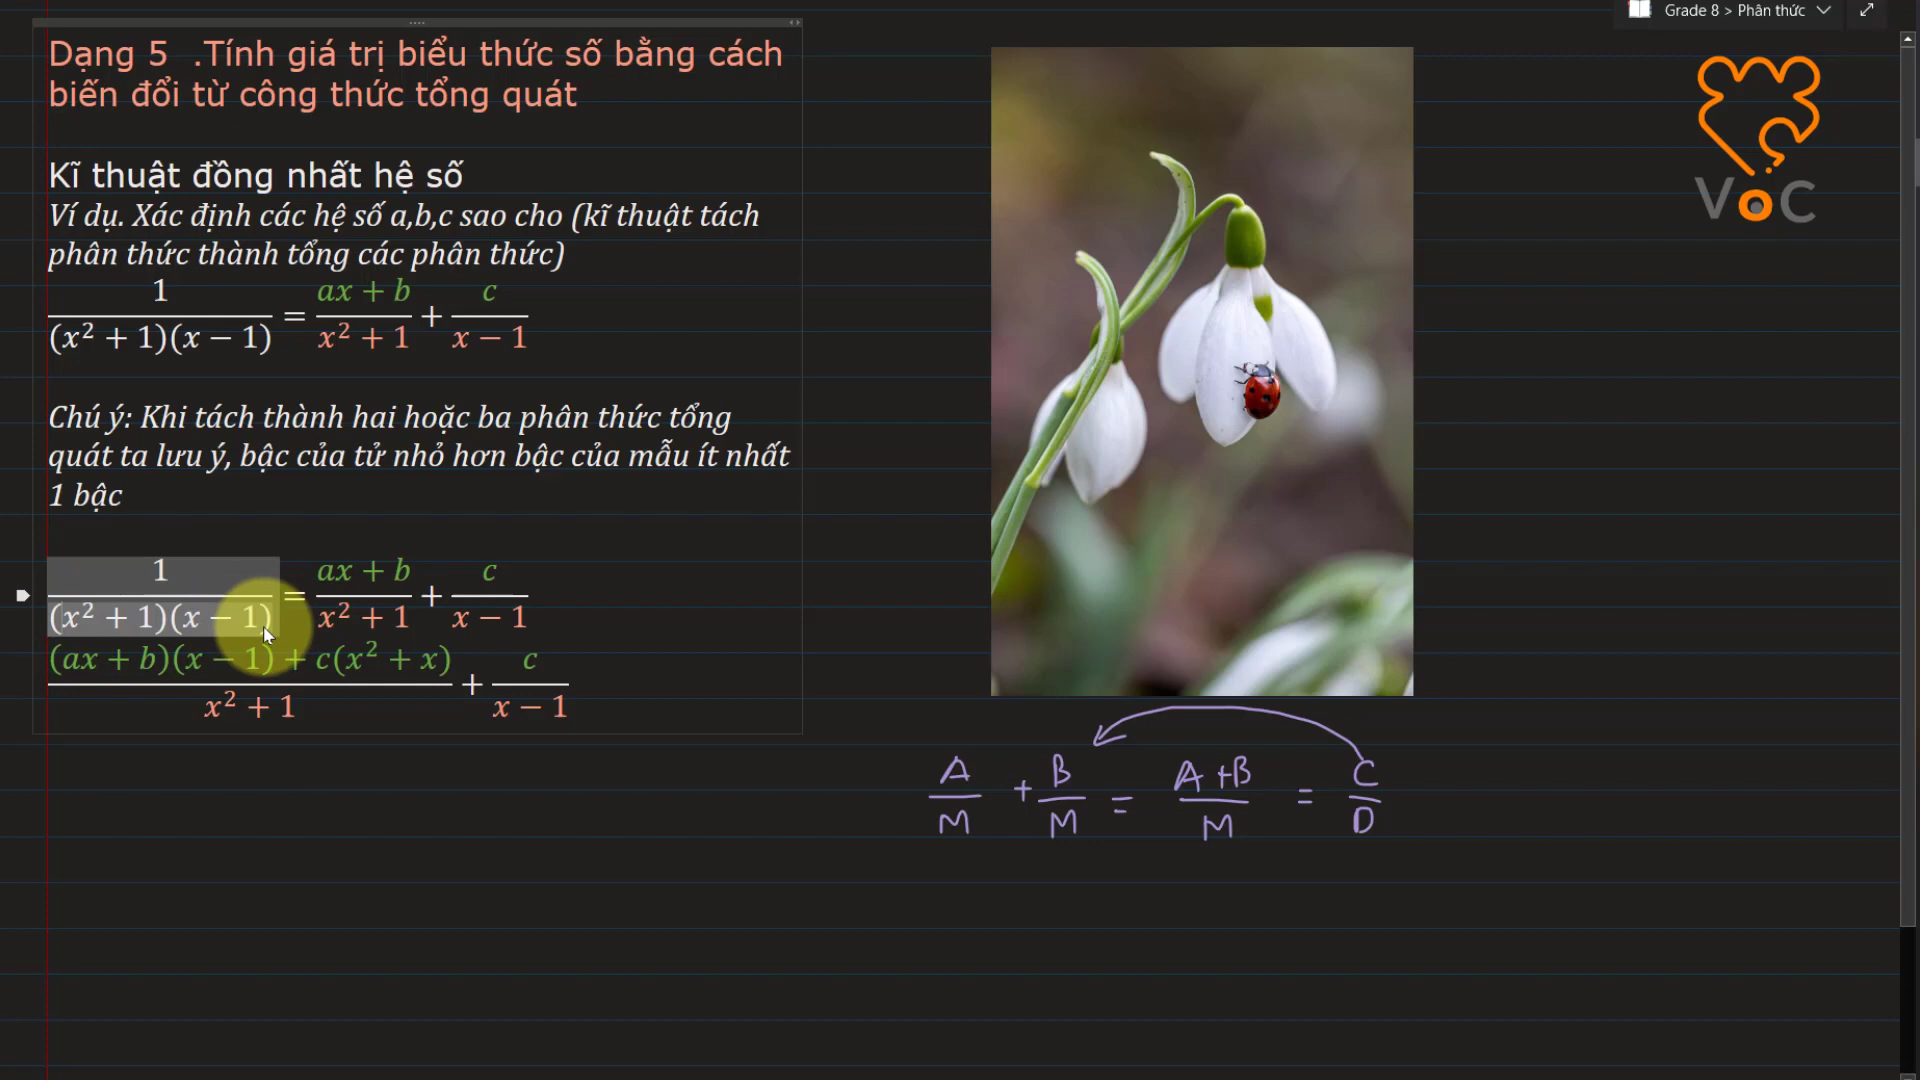 Grade 8 > Phân thức
Dạng 5 .Tính giá trị biểu thức số bằng cách
biến đổi từ công thức tổng quát
Kĩ thuật đồng nhất hệ số
Ví dụ. Xác định các hệ số a,b,c sao cho (kĩ thuật tách
phân thức thành tổng các phân thức)
1/((x² + 1)(x − 1)) = (ax + b)/(x² + 1) + c/(x − 1)
Chú ý: Khi tách thành hai hoặc ba phân thức tổng
quát ta lưu ý, bậc của tử nhỏ hơn bậc của mẫu ít nhất
1 bậc
1/((x² + 1)(x − 1)) = (ax + b)/(x² + 1) + c/(x − 1)
((ax + b)(x − 1) + c(x² + x))/(x² + 1) + c/(x − 1)
VOC
A/M + B/M = (A + B)/M = C/D